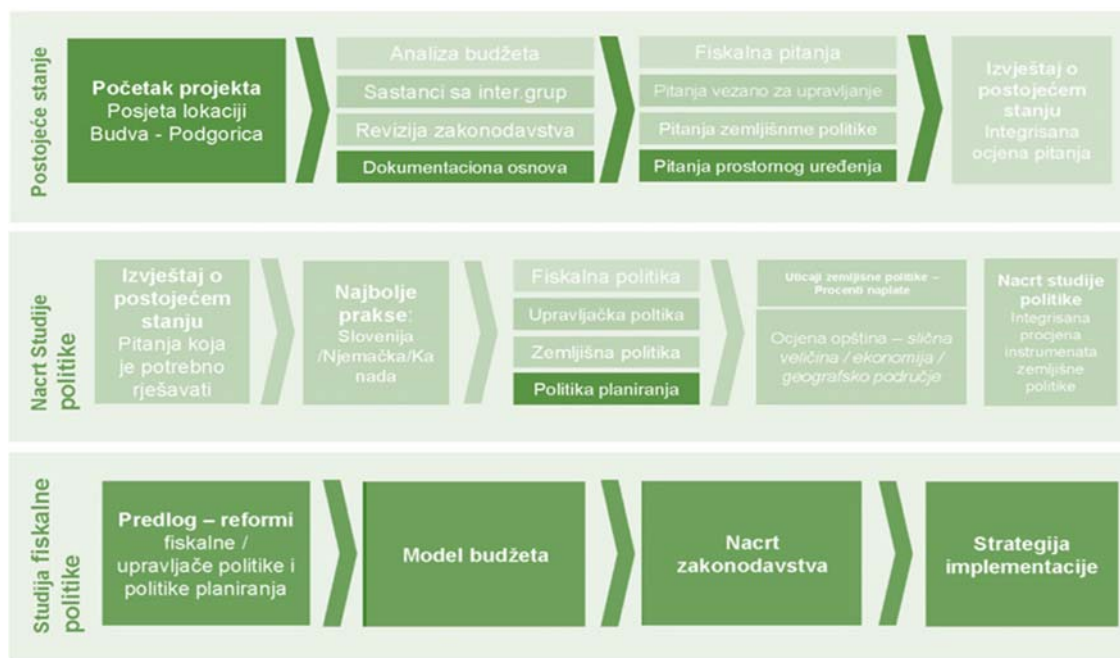 Postojeće stanje
Početak projekta
Posjeta lokaciji
Budva - Podgorica
Analiza budžeta
Sastanci sa inter.grup
Revizija zakonodavstva
Dokumentaciona osnova
Fiskalna pitanja
Pitanja vezano za upravljanje
Pitanja zemljišnme politike
Pitanja prostornog uređenja
Izvještaj o
postojećem
stanju
Integrisana
ocjena pitanja
Nacrt Studije
politike
Izvještaj o
postojećem
stanju
Pitanja koja
je potrebno
rješavati
Najbolje
prakse:
Slovenija
/Njemačka/Ka
nada
Fiskalna politika
Upravljačka poltika
Zemljišna politika
Politika planiranja
Uticaji zemljišne politike –
Procenti naplate
Ocjena opština – slična
veličina / ekonomija /
geografsko područje
Nacrt studije
politike
Integrisana
procjena
instrumenata
zemljišne
politike
Studija fiskalne
politike
Predlog – reformi
fiskalne /
upravljače politike i
politike planiranja
Model budžeta
Nacrt
zakonodavstva
Strategija
implementacije